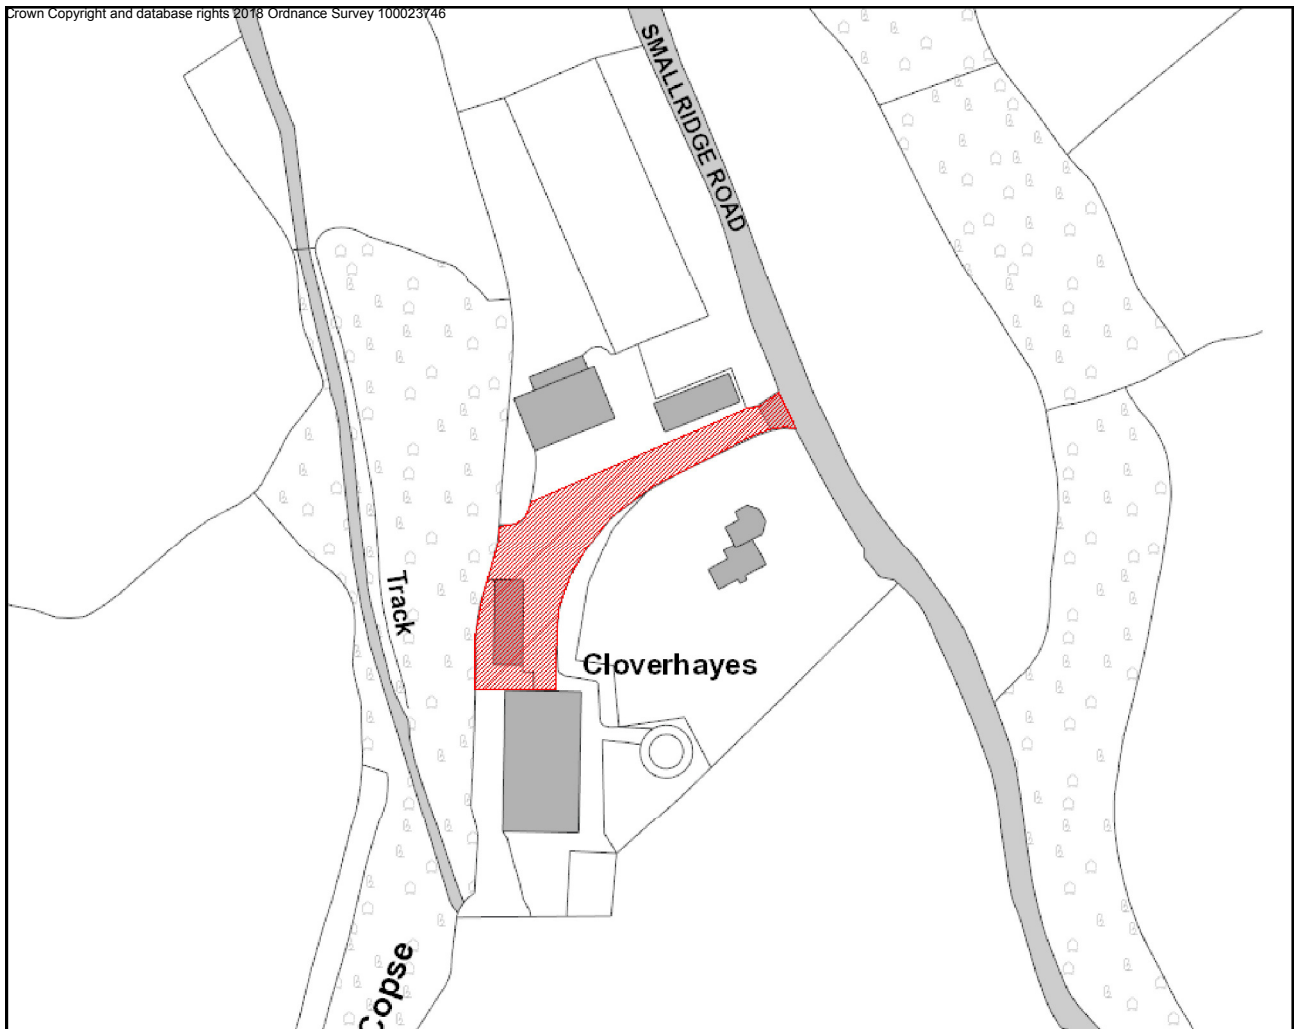 Crown Copyright and database rights 2018 Ordnance Survey 100023746
SMALLRIDGE ROAD
Track
Cloverhayes
Copse